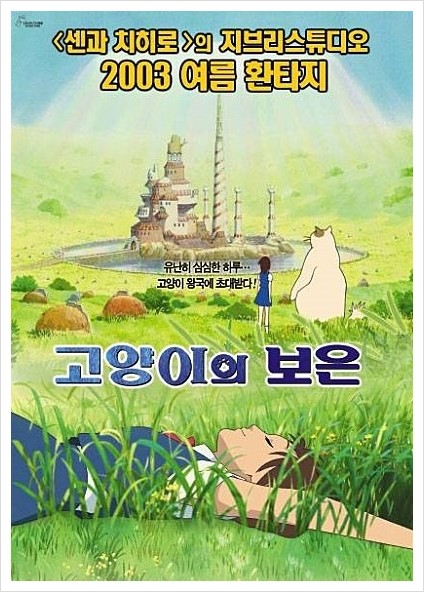 <센과 치히로>의 지브리스튜디오
2003 여름 환타지
유난히 심심한 하루…
고양이 왕국에 초대받다!
고양이의 보은